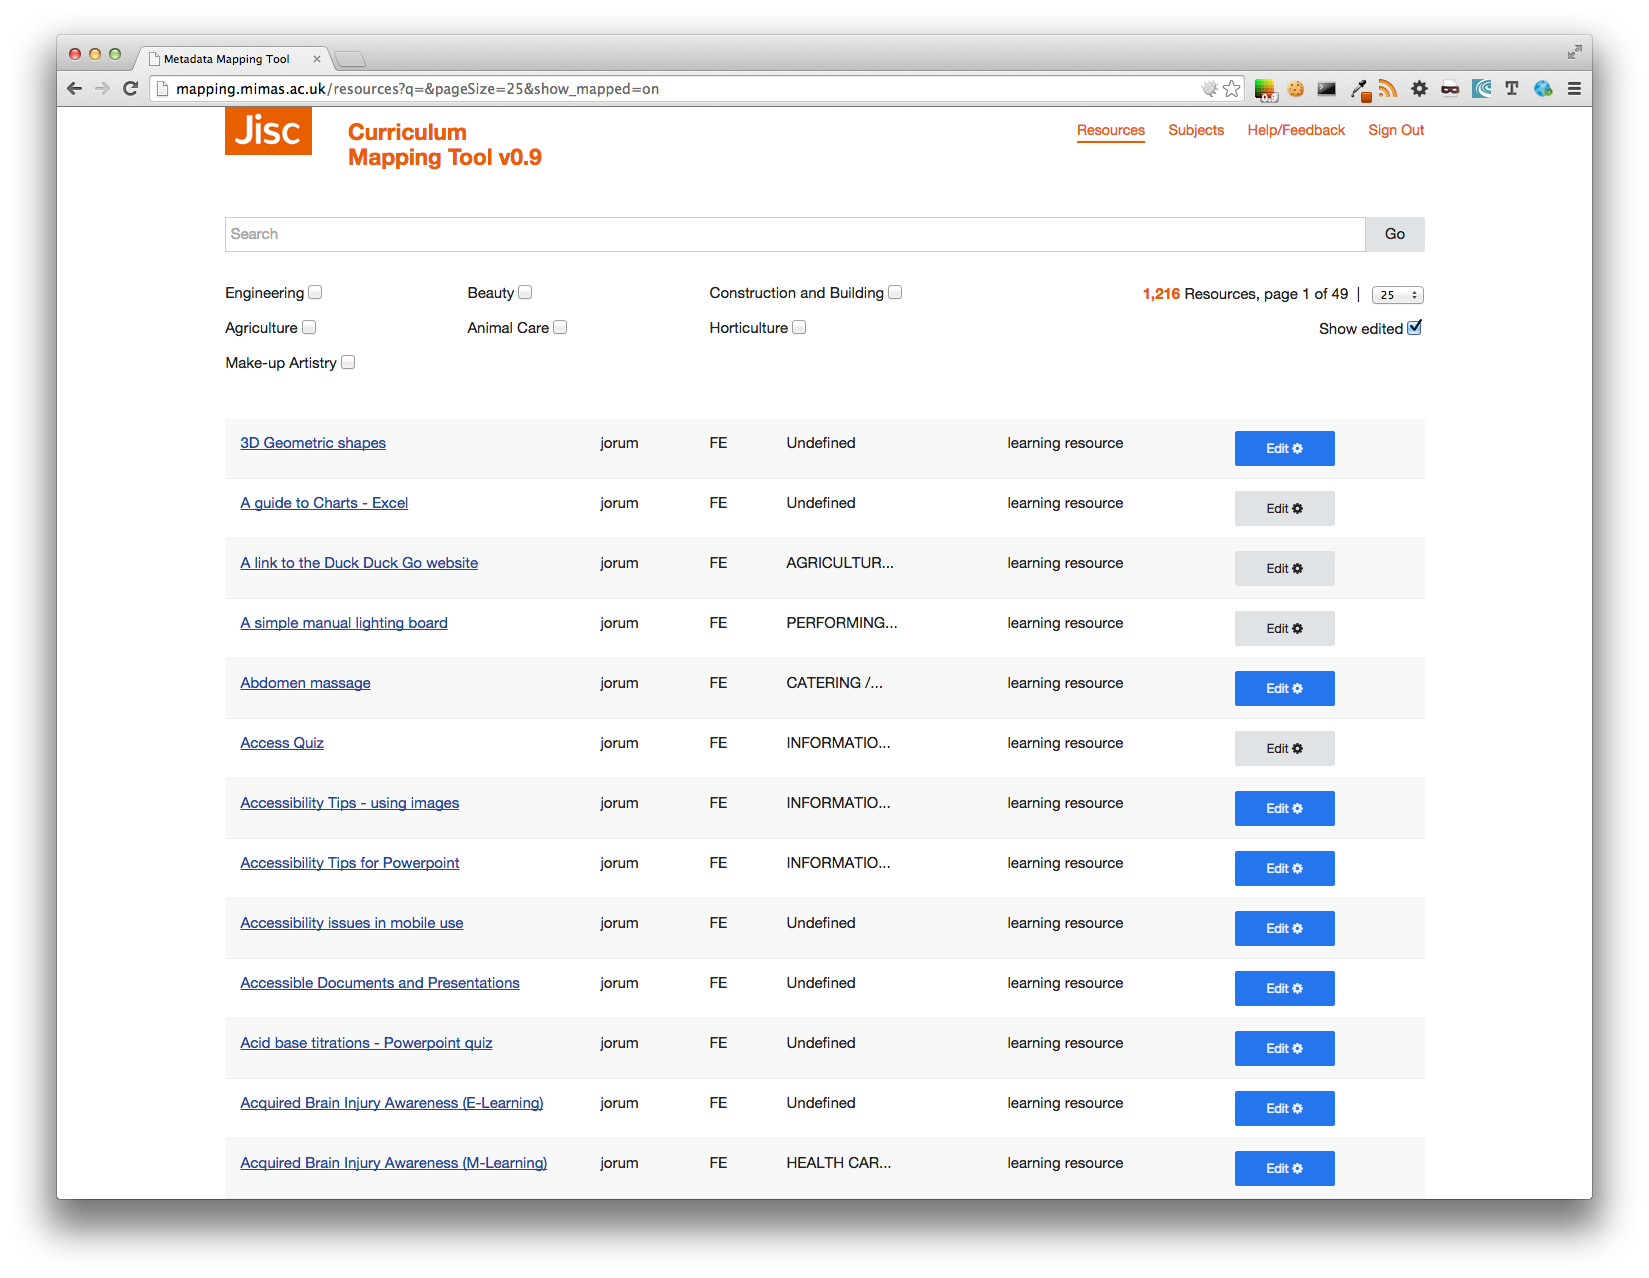 Metadata Mapping Tool
mapping.mimas.ac.uk/resources?q=&pageSize=25&show_mapped=on
0.9
T
Jisc
Curriculum
Mapping Tool v0.9
Resources Subjects Help/Feedback Sign Out
Search Go
Engineering Beauty Construction and Building 1,216 Resources, page 1 of 49 | 25
Agriculture Animal Care Horticulture Show edited
Make-up Artistry
3D Geometric shapes jorum FE Undefined learning resource Edit
A guide to Charts - Excel jorum FE Undefined learning resource Edit
A link to the Duck Duck Go website jorum FE AGRICULTUR... learning resource Edit
A simple manual lighting board jorum FE PERFORMING... learning resource Edit
Abdomen massage jorum FE CATERING /... learning resource Edit
Access Quiz jorum FE INFORMATIO... learning resource Edit
Accessibility Tips - using images jorum FE INFORMATIO... learning resource Edit
Accessibility Tips for Powerpoint jorum FE INFORMATIO... learning resource Edit
Accessibility issues in mobile use jorum FE Undefined learning resource Edit
Accessible Documents and Presentations jorum FE Undefined learning resource Edit
Acid base titrations - Powerpoint quiz jorum FE Undefined learning resource Edit
Acquired Brain Injury Awareness (E-Learning) jorum FE Undefined learning resource Edit
Acquired Brain Injury Awareness (M-Learning) jorum FE HEALTH CAR... learning resource Edit